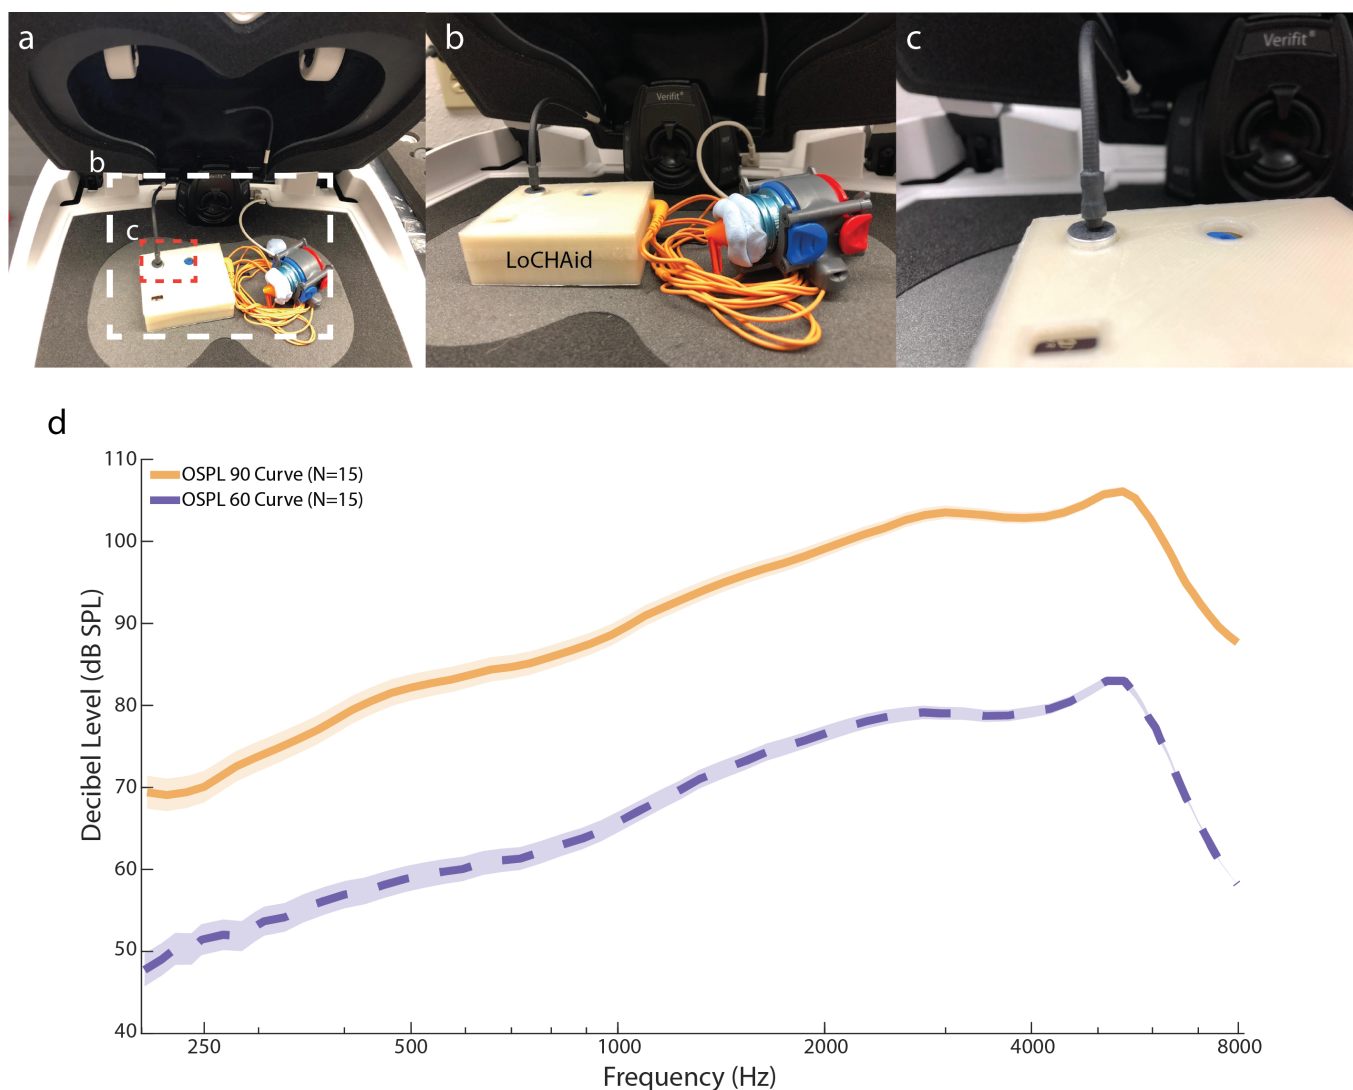 a
b
c
Verifit®
b
Verifit®
LoCHAid
c
Verifit®
d
110
100
90
80
70
60
50
40
Decibel Level (dB SPL)
OSPL 90 Curve (N=15)
OSPL 60 Curve (N=15)
250
500
1000
2000
4000
8000
Frequency (Hz)